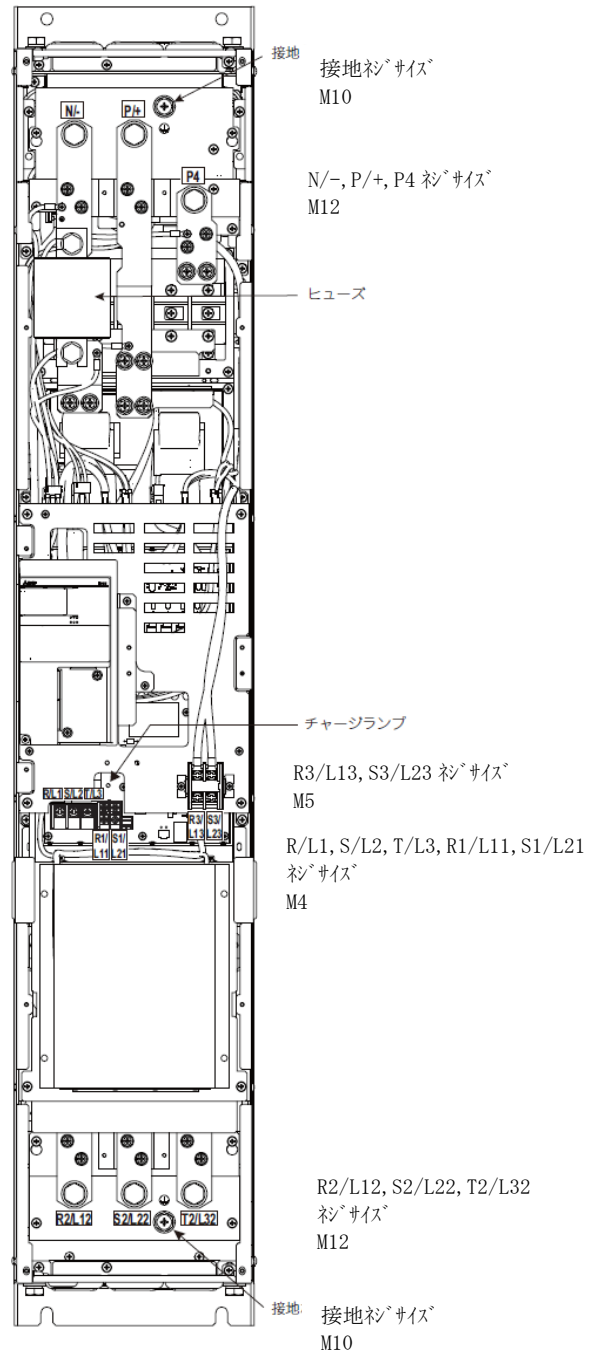 接地
接地ﾈｼﾞｻｲｽﾞ
M10
N/-
P/+
P4
N/-, P/+, P4 ﾈｼﾞｻｲｽﾞ
M12
ヒューズ
チャージランプ
R3/L13, S3/L23 ﾈｼﾞｻｲｽﾞ
M5
R/L1 S/L2 T/L3
R3/
L13
S3/
L23
R1/
L11
S1/
L21
R/L1, S/L2, T/L3, R1/L11, S1/L21
ﾈｼﾞｻｲｽﾞ
M4
R2/L12, S2/L22, T2/L32
ﾈｼﾞｻｲｽﾞ
M12
R2/L12 S2/L22 T2/L32
接地
接地ﾈｼﾞｻｲｽﾞ
M10